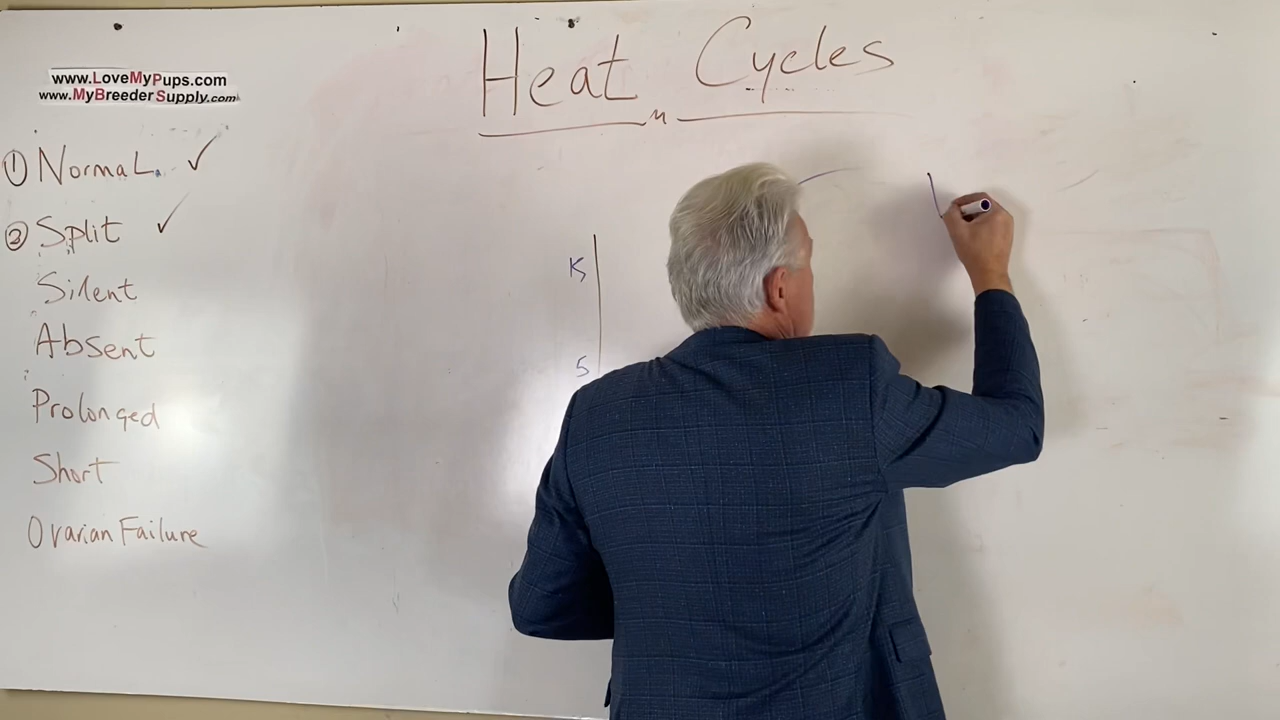 Heat Cycles
www.LoveMyPups.com
www.MyBreederSupply.com
① Normal. ✓
② Split ✓
Silent
Absent
Prolonged
Short
Ovarian Failure
5